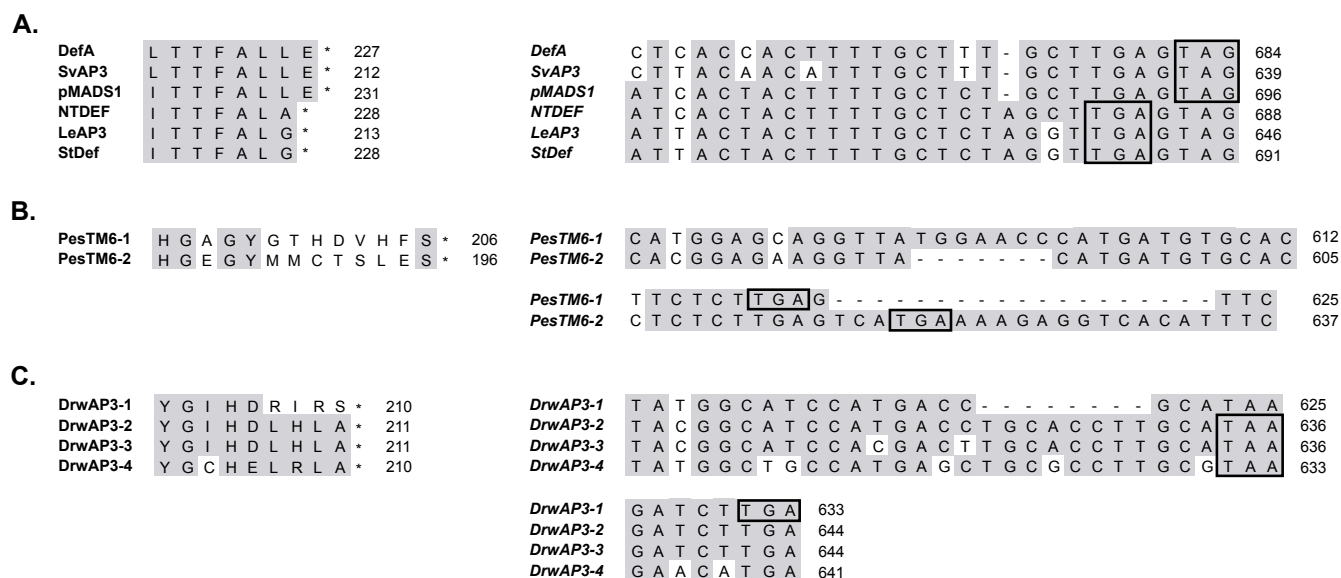 A.
DefA L T T F A L L E * 227 DefA C T C A C C A C T T T T G C T T T - G C T T G A G T A G 684
SvAP3 L T T F A L L E * 212 SvAP3 C T T A C A A C A T T T G C T T T - G C T T G A G T A G 639
pMADS1 I T T F A L L E * 231 pMADS1 A T C A C T A C T T T T G C T C T - G C T T G A G T A G 696
NTDEF I T T F A L A * 228 NTDEF A T C A C T A C T T T T G C T C T A G C T T G A G T A G 688
LeAP3 I T T F A L G * 213 LeAP3 A T T A C T A C T T T T G C T C T A G G T T G A G T A G 646
StDef I T T F A L G * 228 StDef A T T A C T A C T T T T G C T C T A G G T T G A G T A G 691
B.
PesTM6-1 H G A G Y G T H D V H F S * 206 PesTM6-1 C A T G G A G C A G G T T A T G G A A C C C A T G A T G T G C A C 612
PesTM6-2 H G E G Y M M C T S L E S * 196 PesTM6-2 C A C G G A G A A G G T T A - - - - - - - C A T G A T G T G C A C 605
PesTM6-1 T T C T C T T G A G - - - - - - - - - - - - - - - - - - - T T C 625
PesTM6-2 C T C T C T T G A G T C A T G A A A A G A G G T C A C A T T T C 637
C.
DrwAP3-1 Y G I H D R I R S * 210 DrwAP3-1 T A T G G C A T C C A T G A C C - - - - - - - - G C A T A A 625
DrwAP3-2 Y G I H D L H L A * 211 DrwAP3-2 T A C G G C A T C C A T G A C C T G C A C C T T G C A T A A 636
DrwAP3-3 Y G I H D L H L A * 211 DrwAP3-3 T A C G G C A T C C A C G A C T T G C A C C T T G C A T A A 636
DrwAP3-4 Y G C H E L R L A * 210 DrwAP3-4 T A T G G C T G C C A T G A G C T G C G C C T T G C G T A A 633
DrwAP3-1 G A T C T T G A 633
DrwAP3-2 G A T C T T G A 644
DrwAP3-3 G A T C T T G A 644
DrwAP3-4 G A A C A T G A 641